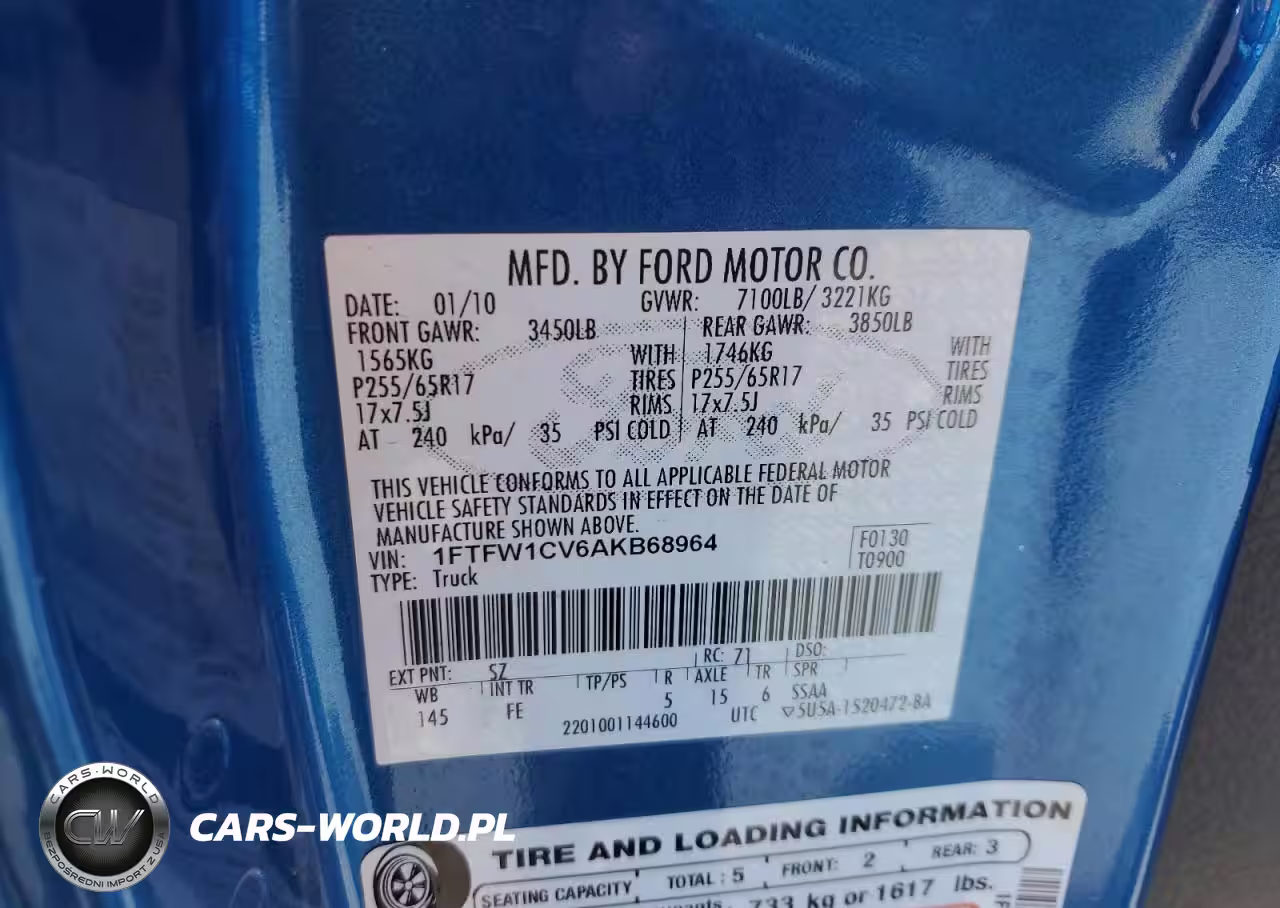 MFD. BY FORD MOTOR CO.
DATE: 01/10 GVWR: 7100LB/ 3221KG
FRONT GAWR: 3450LB REAR GAWR: 3850LB
1565KG WITH 1746KG WITH
P255/65R17 TIRES P255/65R17 TIRES
17x7.5J RIMS 17x7.5J RIMS
AT 240 kPa/ 35 PSI COLD AT 240 kPa/ 35 PSI COLD
THIS VEHICLE CONFORMS TO ALL APPLICABLE FEDERAL MOTOR
VEHICLE SAFETY STANDARDS IN EFFECT ON THE DATE OF
MANUFACTURE SHOWN ABOVE.
VIN: 1FTFW1CV6AKB68964 F0130
TYPE: Truck T0900
EXT PNT: SZ RC: 71 DSO:
WB INT TR TP/PS R AXLE TR SPR
145 FE 5 15 6 SSAA
2201001144600 UTC ▽5U5A-1520472-BA
CARS-WORLD
CW
BEZPOŚREDNI IMPORT Z USA
CARS-WORLD.PL
TIRE AND LOADING INFORMATION
SEATING CAPACITY TOTAL : 5 FRONT: 2 REAR: 3
733 kg or 1617 lbs.